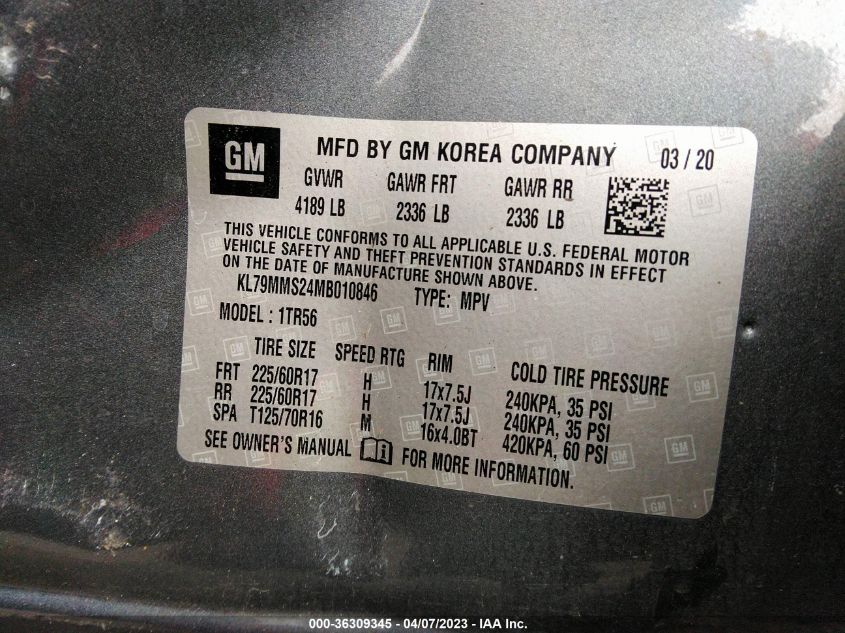 GM MFD BY GM KOREA COMPANY 03 / 20
GVWR GAWR FRT GAWR RR
4189 LB 2336 LB 2336 LB
THIS VEHICLE CONFORMS TO ALL APPLICABLE U.S. FEDERAL MOTOR
VEHICLE SAFETY AND THEFT PREVENTION STANDARDS IN EFFECT
ON THE DATE OF MANUFACTURE SHOWN ABOVE.
KL79MMS24MB010846 TYPE: MPV
MODEL : 1TR56
TIRE SIZE SPEED RTG RIM COLD TIRE PRESSURE
FRT 225/60R17 H 17x7.5J 240KPA, 35 PSI
RR 225/60R17 H 17x7.5J 240KPA, 35 PSI
SPA T125/70R16 M 16x4.0BT 420KPA, 60 PSI
SEE OWNER'S MANUAL FOR MORE INFORMATION.
000-36309345 - 04/07/2023 - IAA Inc.